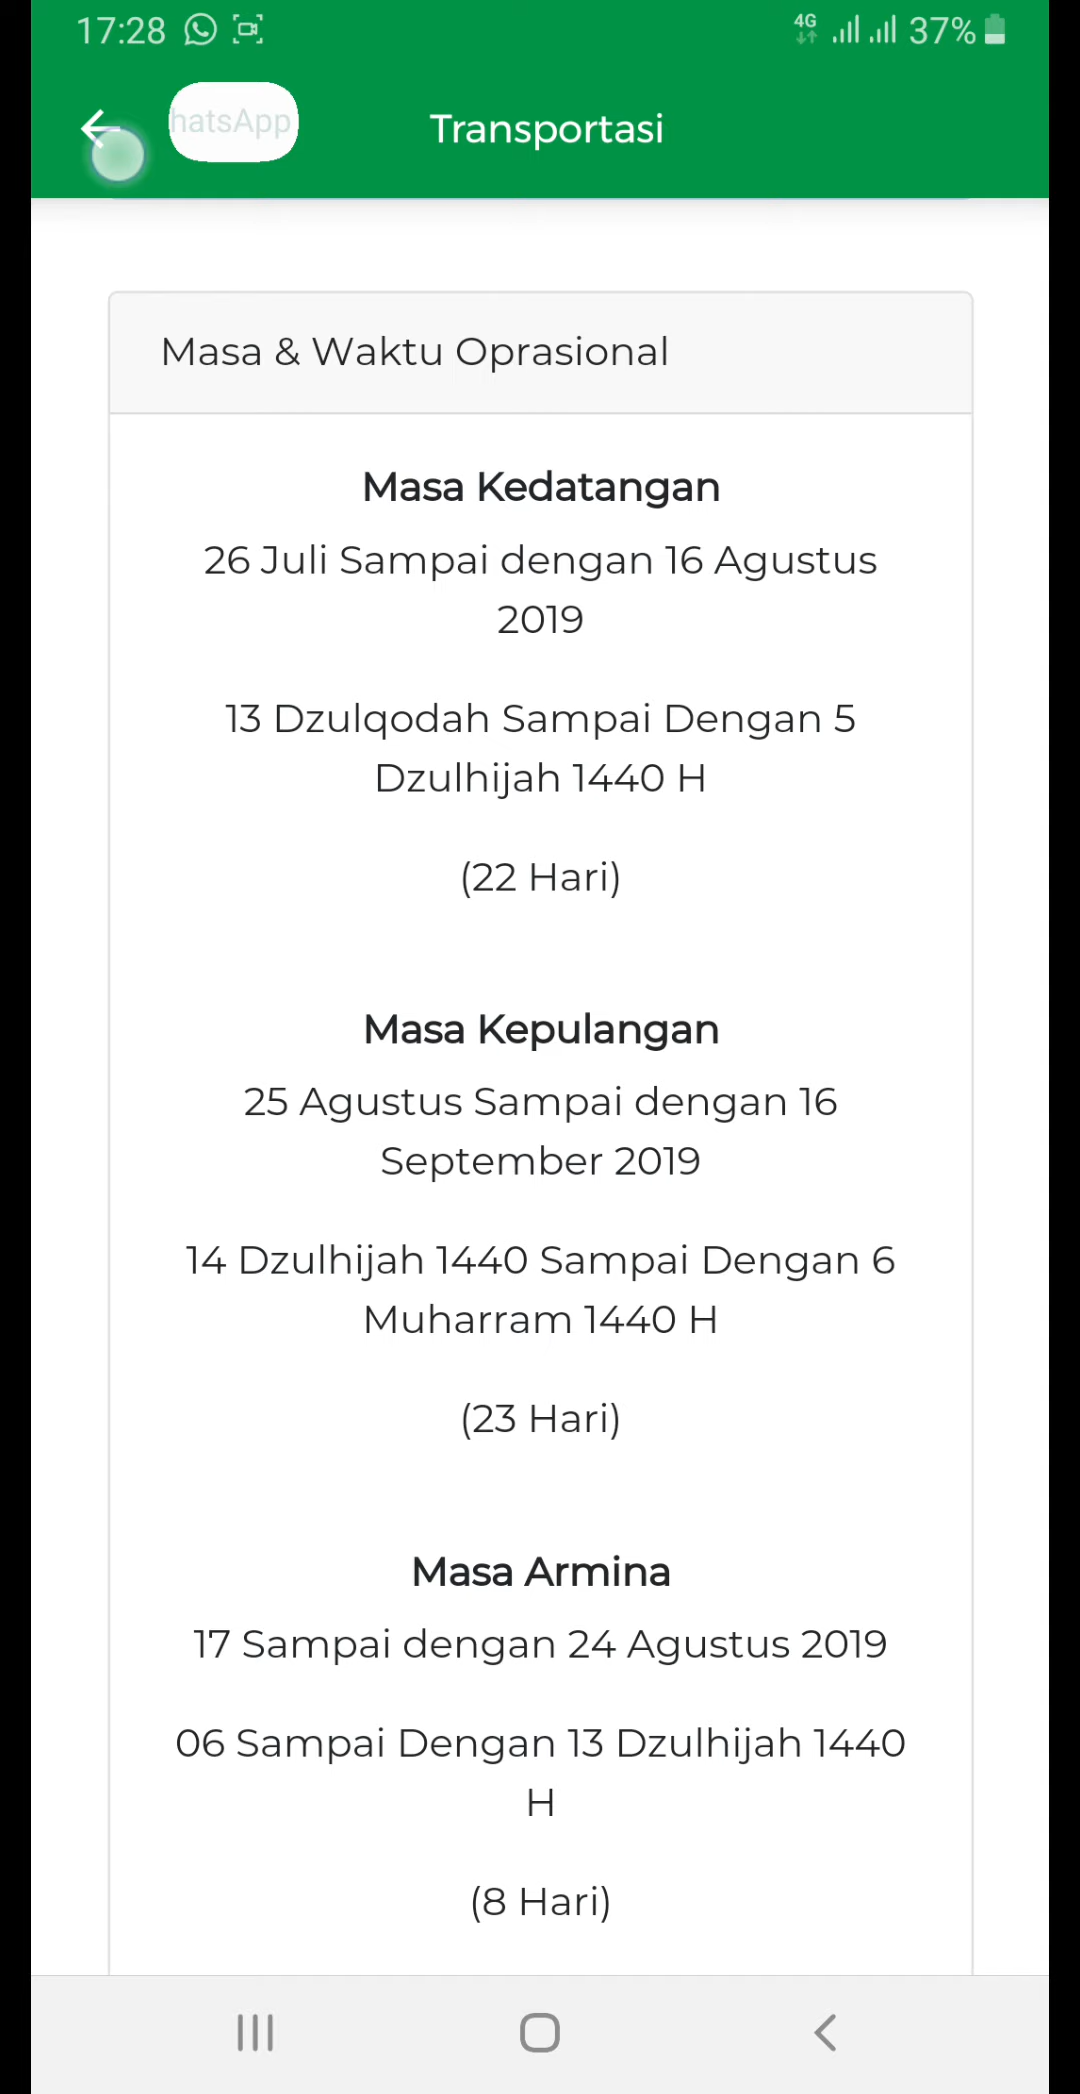 17:28 4G 37%
hatsApp
Transportasi
Masa & Waktu Oprasional
Masa Kedatangan
26 Juli Sampai dengan 16 Agustus
2019
13 Dzulqodah Sampai Dengan 5
Dzulhijah 1440 H
(22 Hari)
Masa Kepulangan
25 Agustus Sampai dengan 16
September 2019
14 Dzulhijah 1440 Sampai Dengan 6
Muharram 1440 H
(23 Hari)
Masa Armina
17 Sampai dengan 24 Agustus 2019
06 Sampai Dengan 13 Dzulhijah 1440
H
(8 Hari)